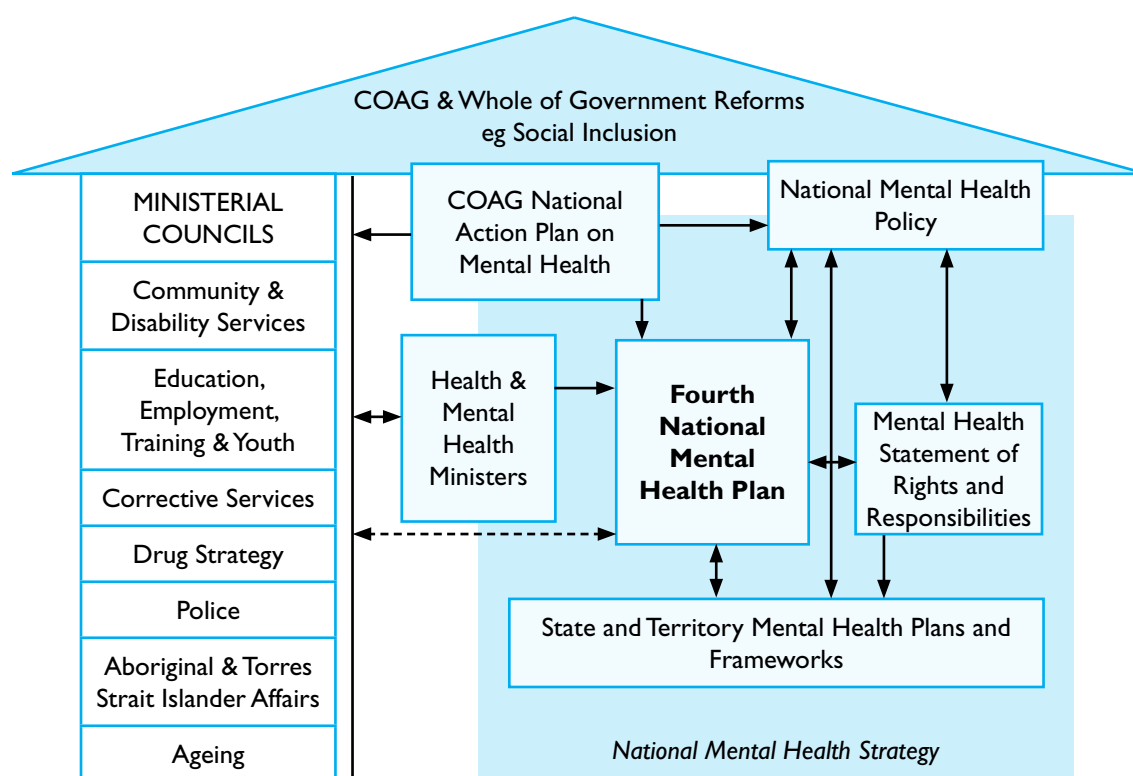 COAG & Whole of Government Reforms
eg Social Inclusion
MINISTERIAL
COUNCILS
Community &
Disability Services
Education,
Employment,
Training & Youth
Corrective Services
Drug Strategy
Police
Aboriginal & Torres
Strait Islander Affairs
Ageing
COAG National
Action Plan on
Mental Health
National Mental Health
Policy
Health &
Mental
Health
Ministers
Fourth
National
Mental
Health Plan
Mental Health
Statement of
Rights and
Responsibilities
State and Territory Mental Health Plans and
Frameworks
National Mental Health Strategy